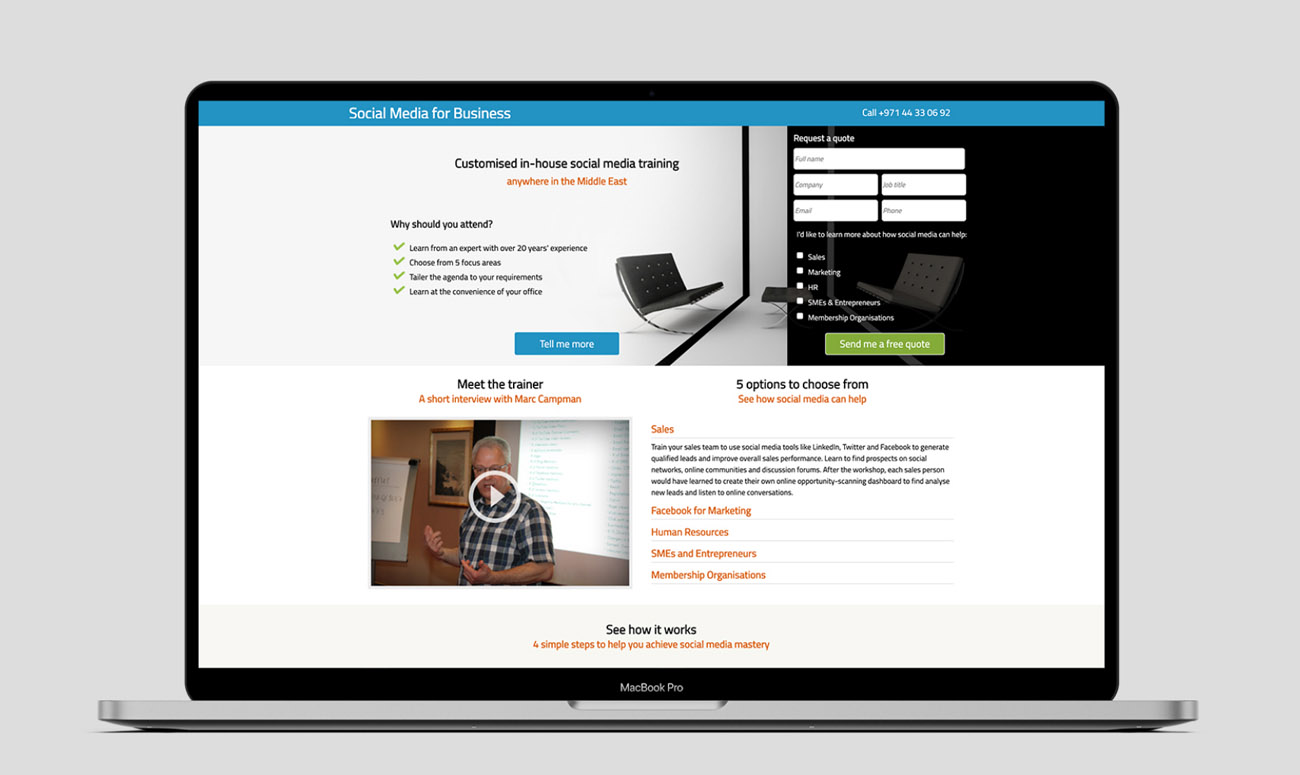 Social Media for Business
Call +971 44 33 06 92
Customised in-house social media training
anywhere in the Middle East
Why should you attend?
Learn from an expert with over 20 years' experience
Choose from 5 focus areas
Tailer the agenda to your requirements
Learn at the convenience of your office
Tell me more
Request a quote
Full name
Company
Job title
Email
Phone
I'd like to learn more about how social media can help:
Sales
Marketing
HR
SMEs & Entrepreneurs
Membership Organisations
Send me a free quote
Meet the trainer
A short interview with Marc Campman
5 options to choose from
See how social media can help
Sales
Train your sales team to use social media tools like LinkedIn, Twitter and Facebook to generate
qualified leads and improve overall sales performance. Learn to find prospects on social
networks, online communities and discussion forums. After the workshop, each sales person
would have learned to create their own online opportunity-scanning dashboard to find analyse
new leads and listen to online conversations.
Facebook for Marketing
Human Resources
SMEs and Entrepreneurs
Membership Organisations
See how it works
4 simple steps to help you achieve social media mastery
MacBook Pro